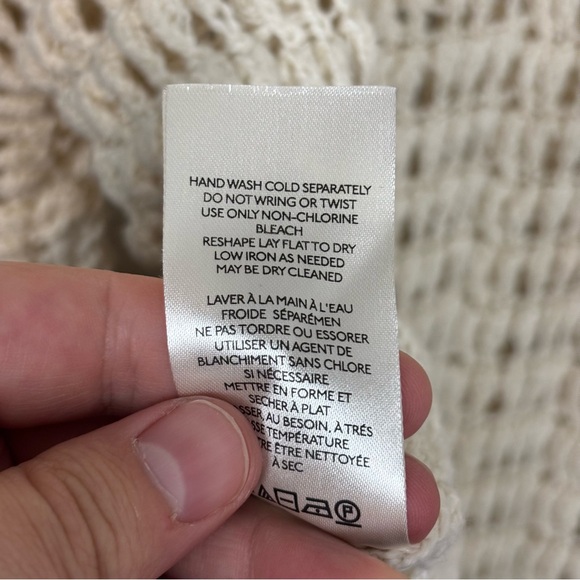 HAND WASH COLD SEPARATELY
DO NOT WRING OR TWIST
USE ONLY NON-CHLORINE
BLEACH
RESHAPE LAY FLAT TO DRY
LOW IRON AS NEEDED
MAY BE DRY CLEANED
LAVER À LA MAIN À L'EAU
FROIDE SÉPARÉMEN
NE PAS TORDRE OU ESSORER
UTILISER UN AGENT DE
BLANCHIMENT SANS CHLORE
SI NÉCESSAIRE
METTRE EN FORME ET
SECHER À PLAT
AU BESOIN, À TRÉS
TEMPÉRATURE
ÊTRE NETTOYÉE
À SEC
P